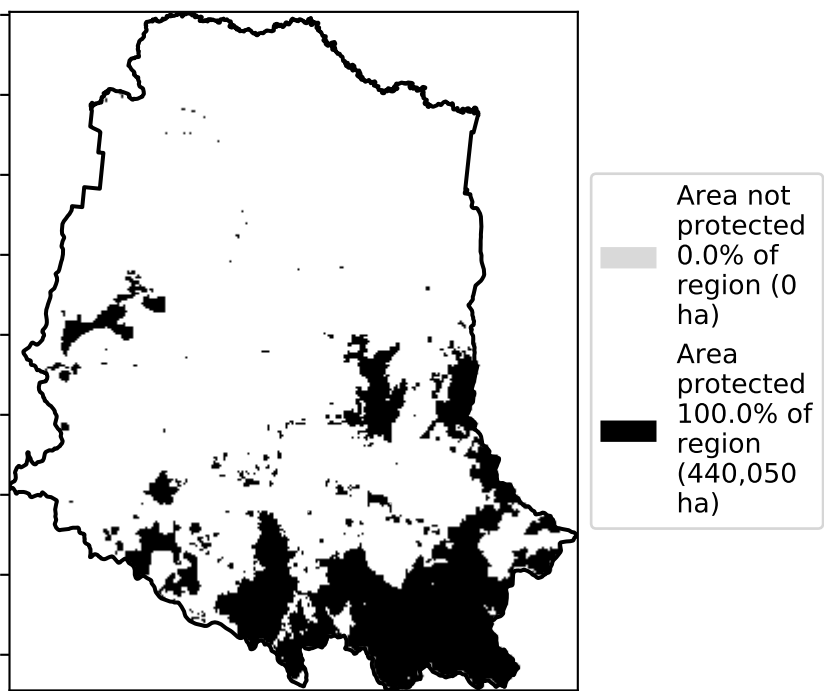 Area not
protected
0.0% of
region (0
ha)
Area
protected
100.0% of
region
(440,050
ha)